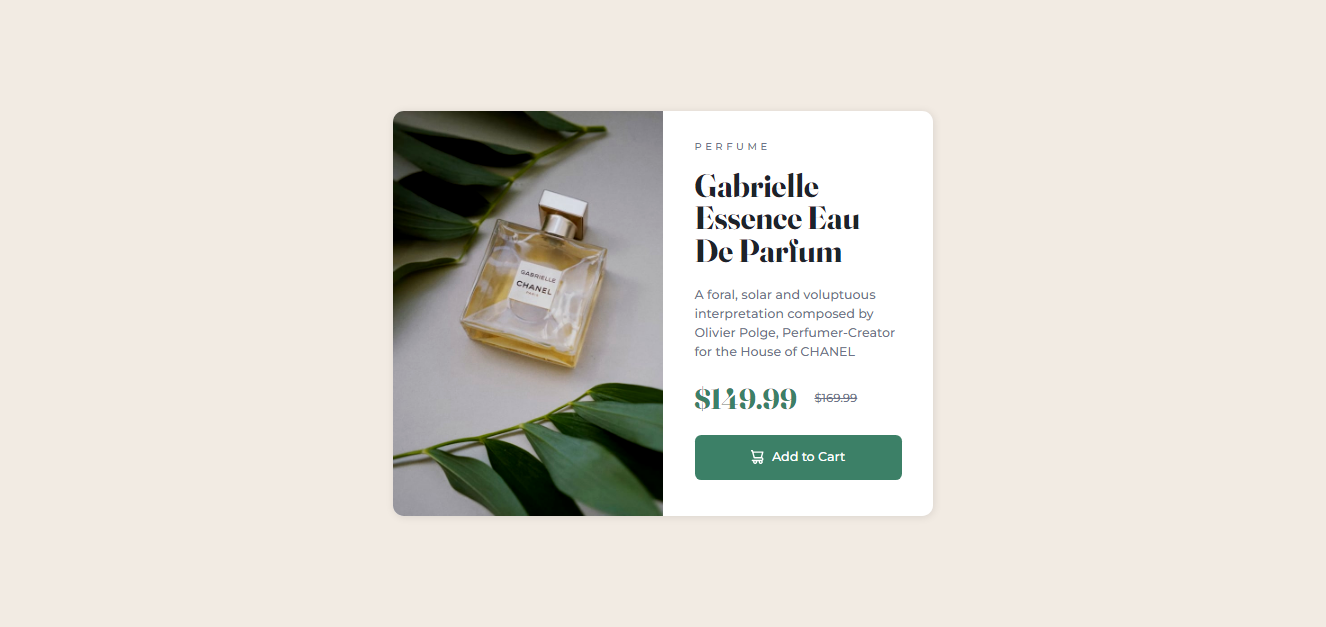 GABRIELLE
CHANEL
PARIS
PERFUME
Gabrielle
Essence Eau
De Parfum
A foral, solar and voluptuous
interpretation composed by
Olivier Polge, Perfumer-Creator
for the House of CHANEL
$149.99 $169.99
Add to Cart